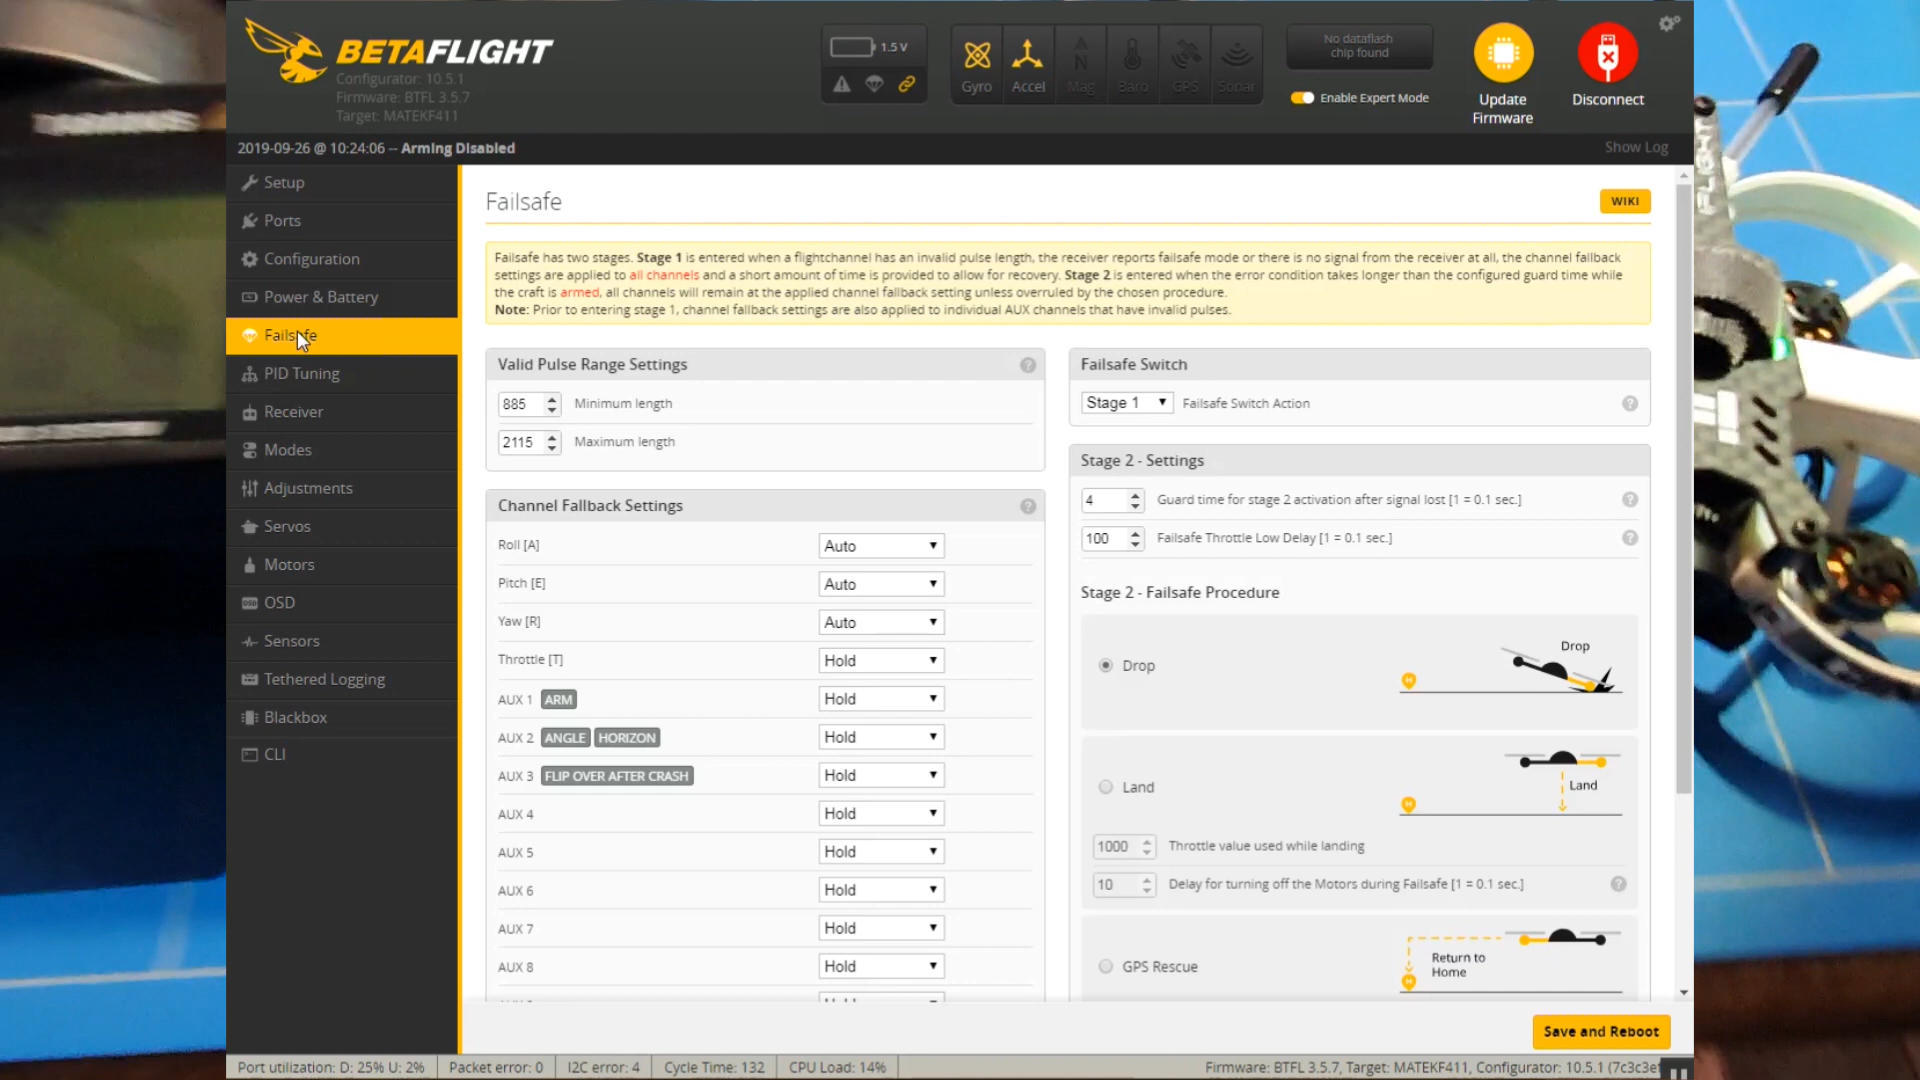 BETAFLIGHT
Configurator: 10.5.1
Firmware: BTFL 3.5.7
Target: MATEKF411
1.5 V
Gyro
Accel
Mag
Baro
GPS
Sonar
No dataflash
chip found
Enable Expert Mode
Update
Firmware
Disconnect
2019-09-26 @ 10:24:06 -- Arming Disabled
Show Log
Setup
Ports
Configuration
Power & Battery
Failsafe
PID Tuning
Receiver
Modes
Adjustments
Servos
Motors
OSD
Sensors
Tethered Logging
Blackbox
CLI
Failsafe
WIKI
Failsafe has two stages. Stage 1 is entered when a flightchannel has an invalid pulse length, the receiver reports failsafe mode or there is no signal from the receiver at all, the channel fallback
settings are applied to all channels and a short amount of time is provided to allow for recovery. Stage 2 is entered when the error condition takes longer than the configured guard time while
the craft is armed, all channels will remain at the applied channel fallback setting unless overruled by the chosen procedure.
Note: Prior to entering stage 1, channel fallback settings are also applied to individual AUX channels that have invalid pulses.
Valid Pulse Range Settings
885 Minimum length
2115 Maximum length
Channel Fallback Settings
Roll [A] Auto
Pitch [E] Auto
Yaw [R] Auto
Throttle [T] Hold
AUX 1 ARM Hold
AUX 2 ANGLE HORIZON Hold
AUX 3 FLIP OVER AFTER CRASH Hold
AUX 4 Hold
AUX 5 Hold
AUX 6 Hold
AUX 7 Hold
AUX 8 Hold
Failsafe Switch
Stage 1 Failsafe Switch Action
Stage 2 - Settings
4 Guard time for stage 2 activation after signal lost [1 = 0.1 sec.]
100 Failsafe Throttle Low Delay [1 = 0.1 sec.]
Stage 2 - Failsafe Procedure
Drop
Drop
Land
Land
1000 Throttle value used while landing
10 Delay for turning off the Motors during Failsafe [1 = 0.1 sec.]
GPS Rescue
Return to
Home
Save and Reboot
Port utilization: D: 25% U: 2%
Packet error: 0
I2C error: 4
Cycle Time: 132
CPU Load: 14%
Firmware: BTFL 3.5.7, Target: MATEKF411, Configurator: 10.5.1